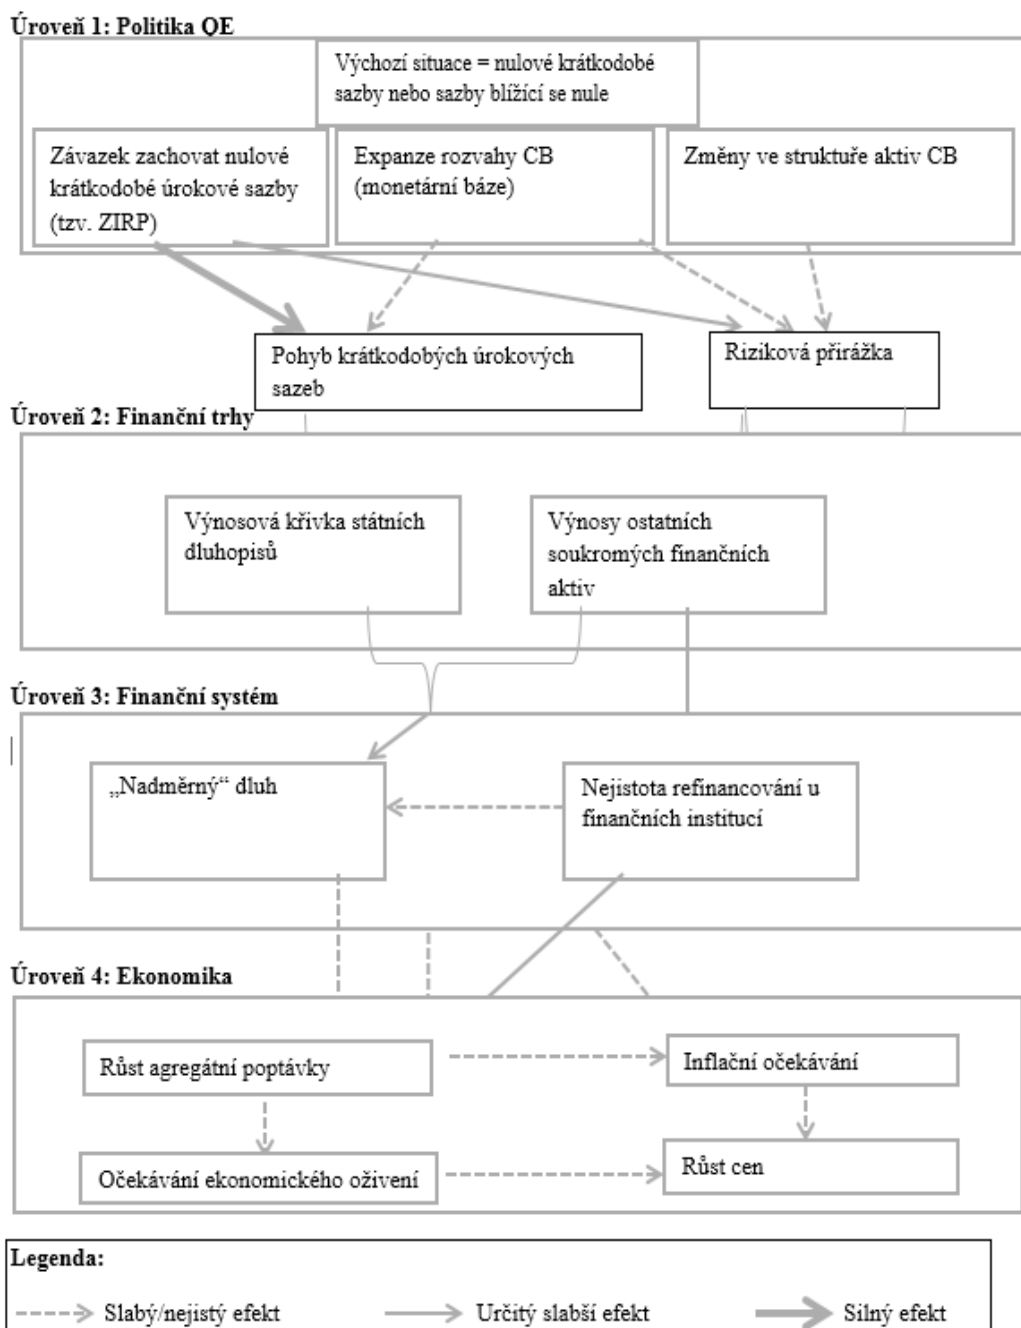 Úroveň 1: Politika QE
Výchozí situace = nulové krátkodobé
sazby nebo sazby blížící se nule
Závazek zachovat nulové
krátkodobé úrokové sazby
(tzv. ZIRP)
Expanze rozvahy CB
(monetární báze)
Změny ve struktuře aktiv CB
Pohyb krátkodobých úrokových
sazeb
Riziková přirážka
Úroveň 2: Finanční trhy
Výnosová křivka státních
dluhopisů
Výnosy ostatních
soukromých finančních
aktiv
Úroveň 3: Finanční systém
„Nadměrný“ dluh
Nejistota refinancování u
finančních institucí
Úroveň 4: Ekonomika
Růst agregátní poptávky
Inflační očekávání
Očekávání ekonomického oživení
Růst cen
Legenda:
Slabý/nejistý efekt
Určitý slabší efekt
Silný efekt